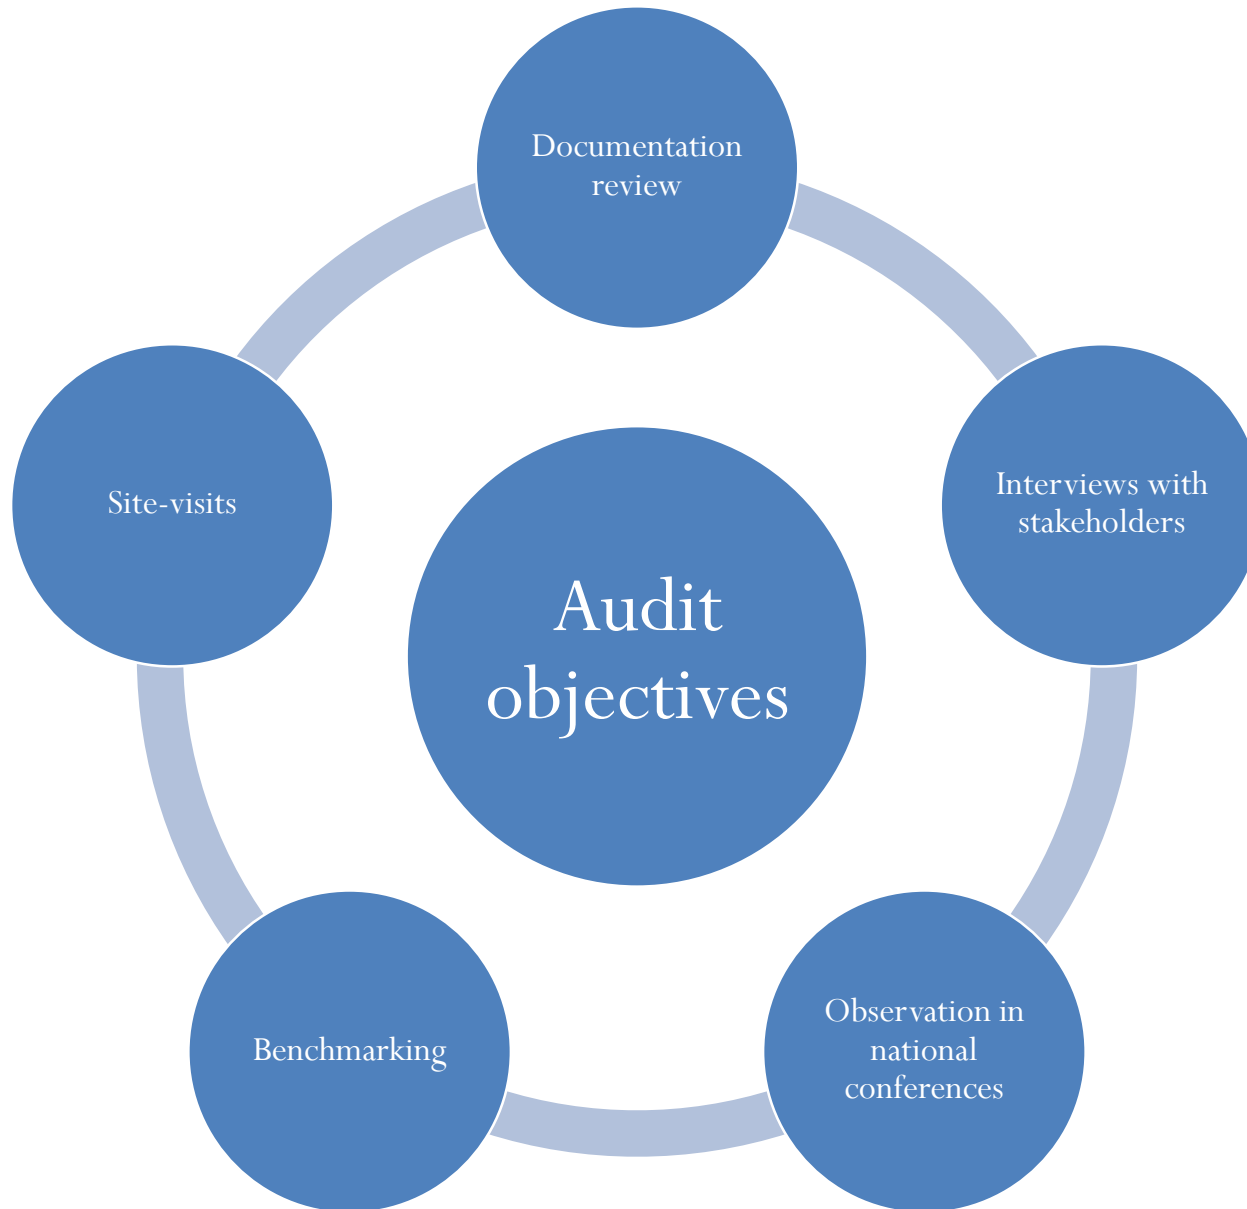 Documentation
review
Interviews with
stakeholders
Observation in
national
conferences
Benchmarking
Site-visits
Audit
objectives